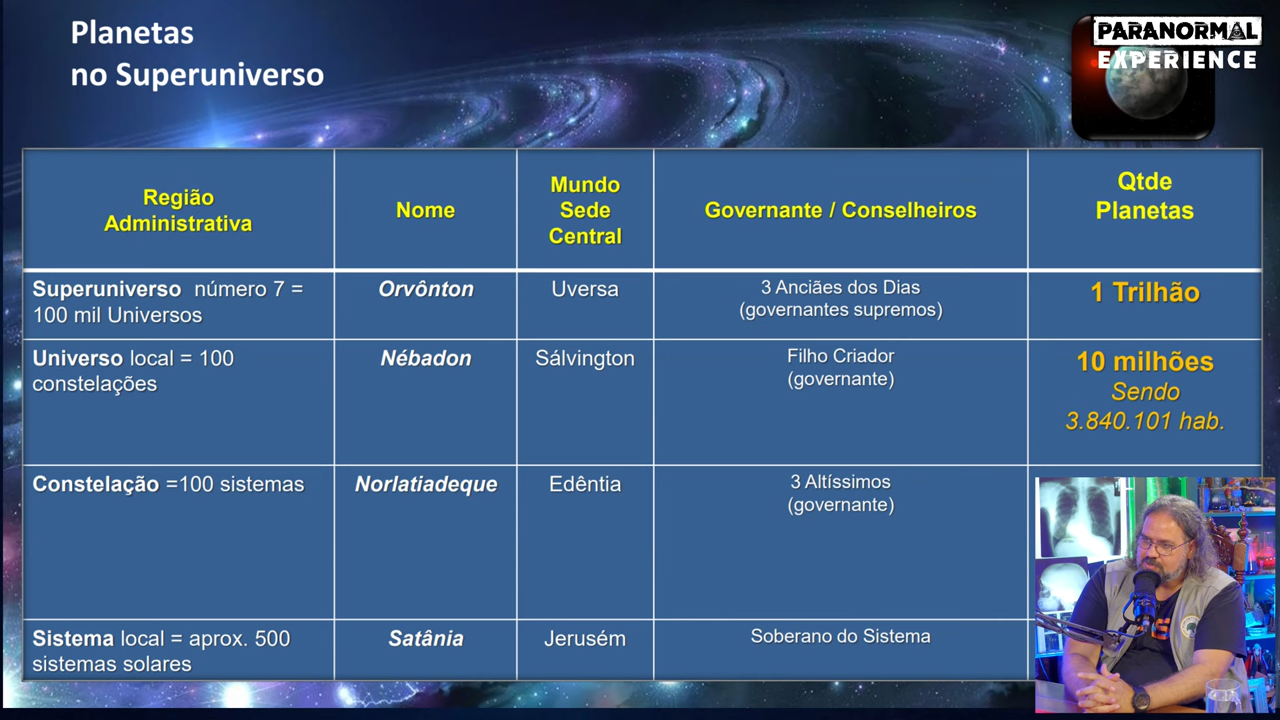 Planetas
no Superuniverso
PARANORMAL
EXPERIENCE
Região
Administrativa
Nome
Mundo
Sede
Central
Governante / Conselheiros
Qtde
Planetas
Superuniverso número 7 =
100 mil Universos
Orvônton
Uversa
3 Anciães dos Dias
(governantes supremos)
1 Trilhão
Universo local = 100
constelações
Nébadon
Sálvington
Filho Criador
(governante)
10 milhões
Sendo
3.840.101 hab.
Constelação =100 sistemas
Norlatiadeque
Edêntia
3 Altíssimos
(governante)
Sistema local = aprox. 500
sistemas solares
Satânia
Jerusém
Soberano do Sistema